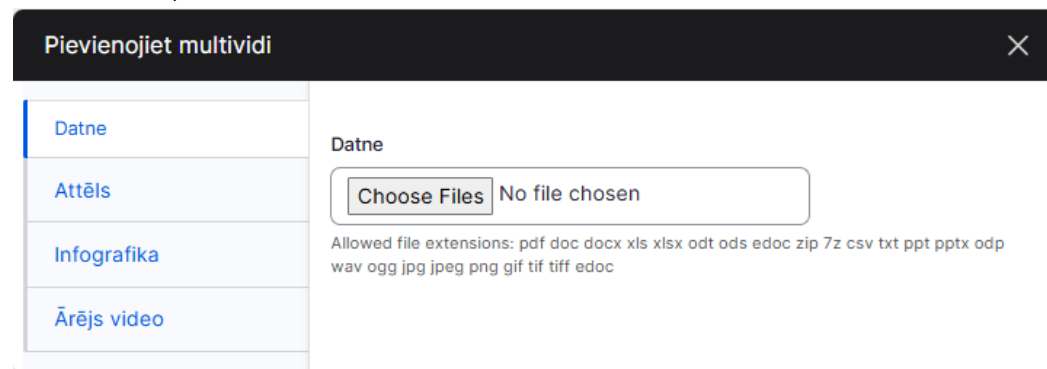 Pievienojiet multividi
Datne
Attēls
Infografika
Ārējs video
Datne
Choose Files No file chosen
Allowed file extensions: pdf doc docx xls xlsx odt ods edoc zip 7z csv txt ppt pptx odp
wav ogg jpg jpeg png gif tif tiff edoc